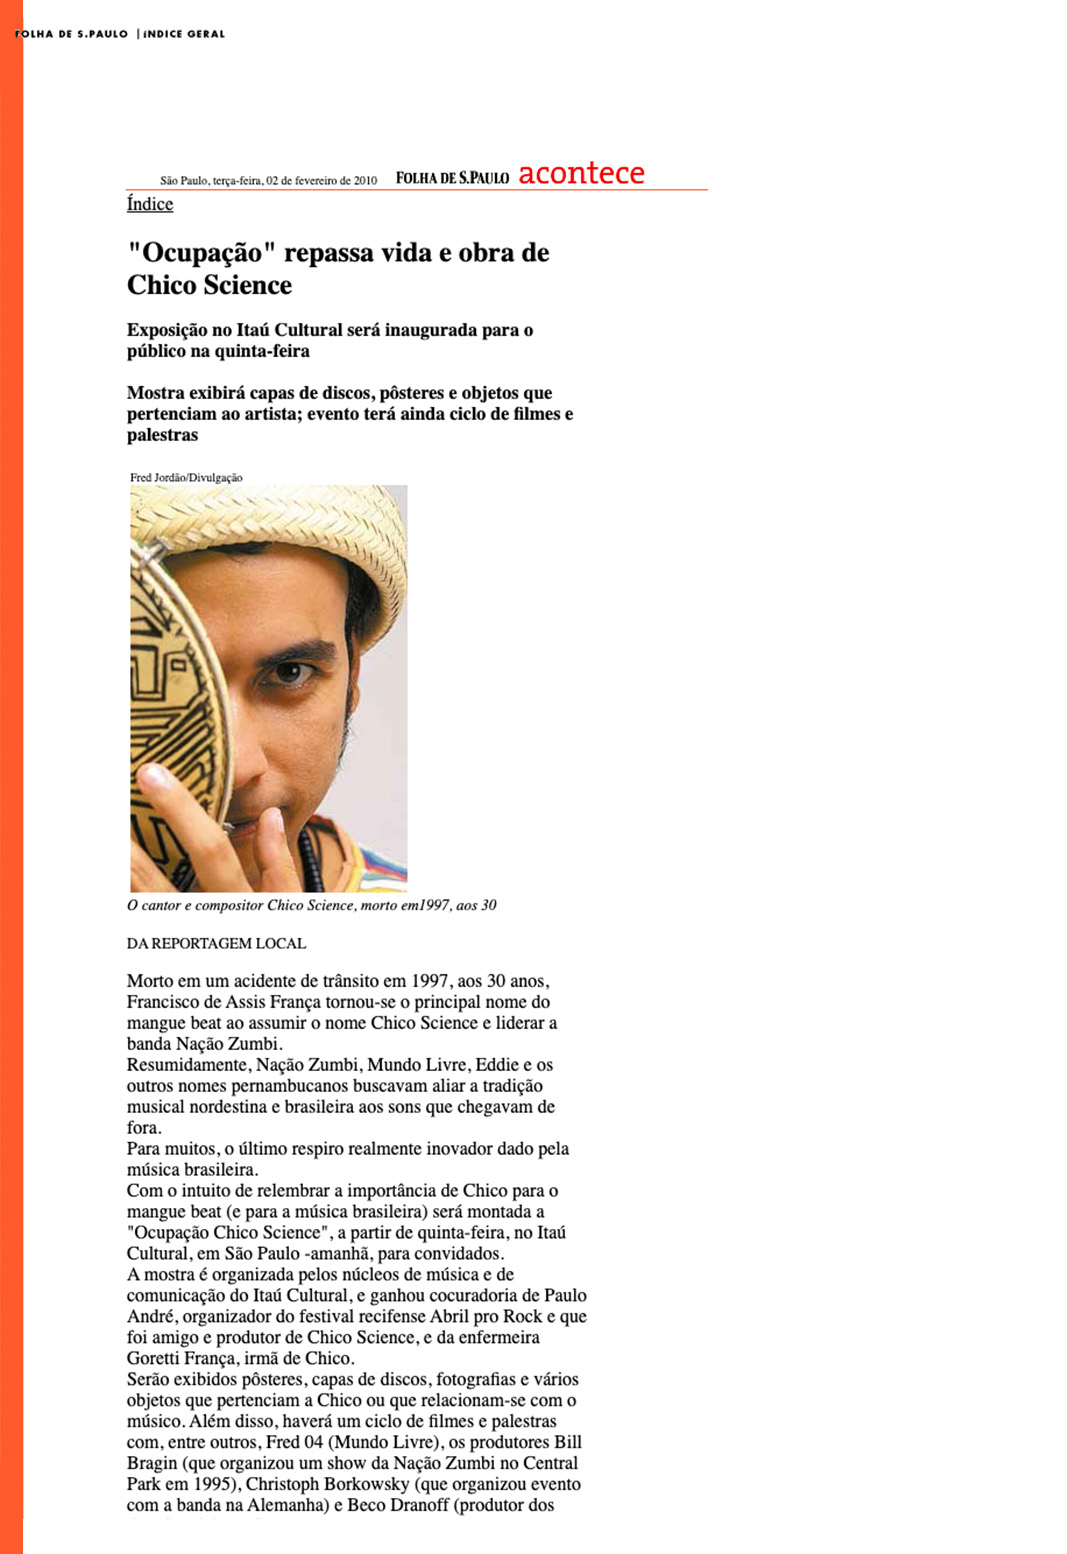 FOLHA DE S.PAULO | ÍNDICE GERAL
São Paulo, terça-feira, 02 de fevereiro de 2010 FOLHA DE S.PAULO acontece
Índice
"Ocupação" repassa vida e obra de
Chico Science
Exposição no Itaú Cultural será inaugurada para o
público na quinta-feira
Mostra exibirá capas de discos, pôsteres e objetos que
pertenciam ao artista; evento terá ainda ciclo de filmes e
palestras
Fred Jordão/Divulgação
O cantor e compositor Chico Science, morto em1997, aos 30
DA REPORTAGEM LOCAL
Morto em um acidente de trânsito em 1997, aos 30 anos,
Francisco de Assis França tornou-se o principal nome do
mangue beat ao assumir o nome Chico Science e liderar a
banda Nação Zumbi.
Resumidamente, Nação Zumbi, Mundo Livre, Eddie e os
outros nomes pernambucanos buscavam aliar a tradição
musical nordestina e brasileira aos sons que chegavam de
fora.
Para muitos, o último respiro realmente inovador dado pela
música brasileira.
Com o intuito de relembrar a importância de Chico para o
mangue beat (e para a música brasileira) será montada a
"Ocupação Chico Science", a partir de quinta-feira, no Itaú
Cultural, em São Paulo -amanhã, para convidados.
A mostra é organizada pelos núcleos de música e de
comunicação do Itaú Cultural, e ganhou cocuradoria de Paulo
André, organizador do festival recifense Abril pro Rock e que
foi amigo e produtor de Chico Science, e da enfermeira
Goretti França, irmã de Chico.
Serão exibidos pôsteres, capas de discos, fotografias e vários
objetos que pertenciam a Chico ou que relacionam-se com o
músico. Além disso, haverá um ciclo de filmes e palestras
com, entre outros, Fred 04 (Mundo Livre), os produtores Bill
Bragin (que organizou um show da Nação Zumbi no Central
Park em 1995), Christoph Borkowsky (que organizou evento
com a banda na Alemanha) e Beco Dranoff (produtor dos